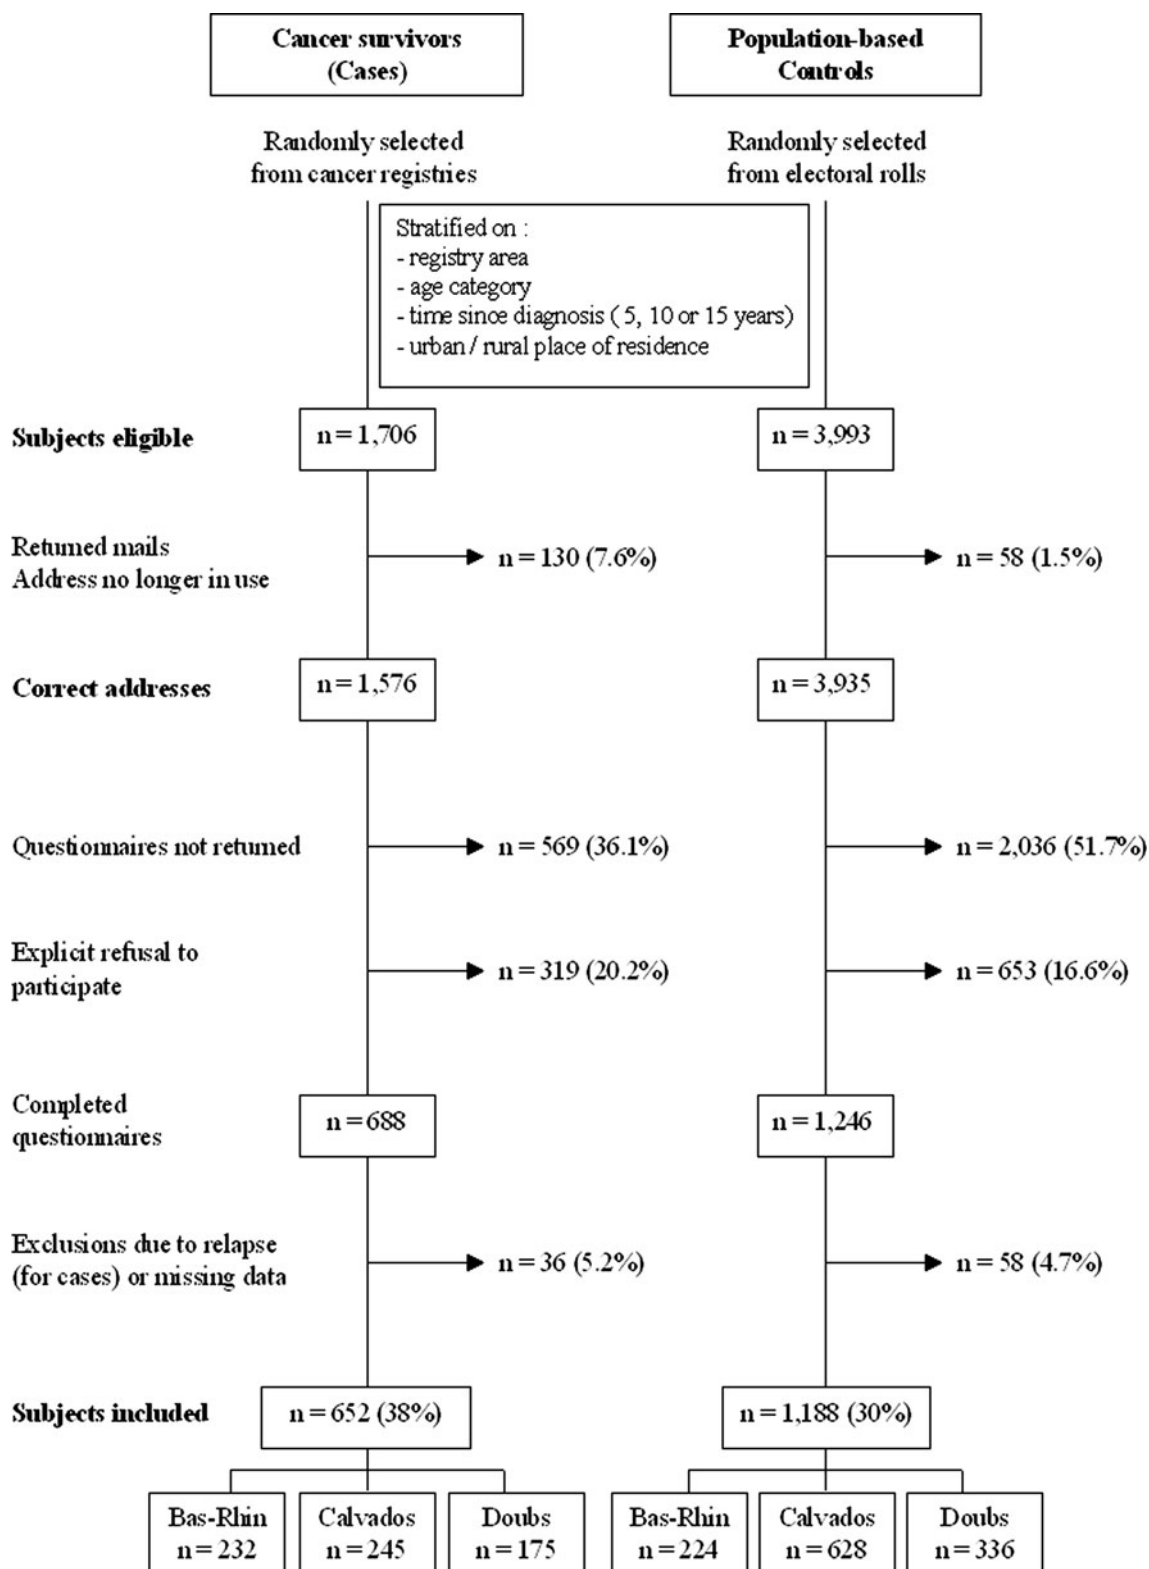 Cancer survivors
(Cases)
Population-based
Controls
Randomly selected
from cancer registries
Randomly selected
from electoral rolls
Stratified on :
- registry area
- age category
- time since diagnosis ( 5, 10 or 15 years)
- urban / rural place of residence
Subjects eligible
n = 1,706
n = 3,993
Returned mails
Address no longer in use
n = 130 (7.6%)
n = 58 (1.5%)
Correct addresses
n = 1,576
n = 3,935
Questionnaires not returned
n = 569 (36.1%)
n = 2,036 (51.7%)
Explicit refusal to
participate
n = 319 (20.2%)
n = 653 (16.6%)
Completed
questionnaires
n = 688
n = 1,246
Exclusions due to relapse
(for cases) or missing data
n = 36 (5.2%)
n = 58 (4.7%)
Subjects included
n = 652 (38%)
n = 1,188 (30%)
Bas-Rhin
n = 232
Calvados
n = 245
Doubs
n = 175
Bas-Rhin
n = 224
Calvados
n = 628
Doubs
n = 336